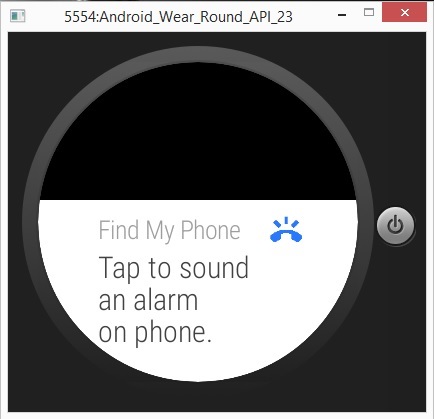 5554:Android_Wear_Round_API_23
Find My Phone
Tap to sound
an alarm
on phone.